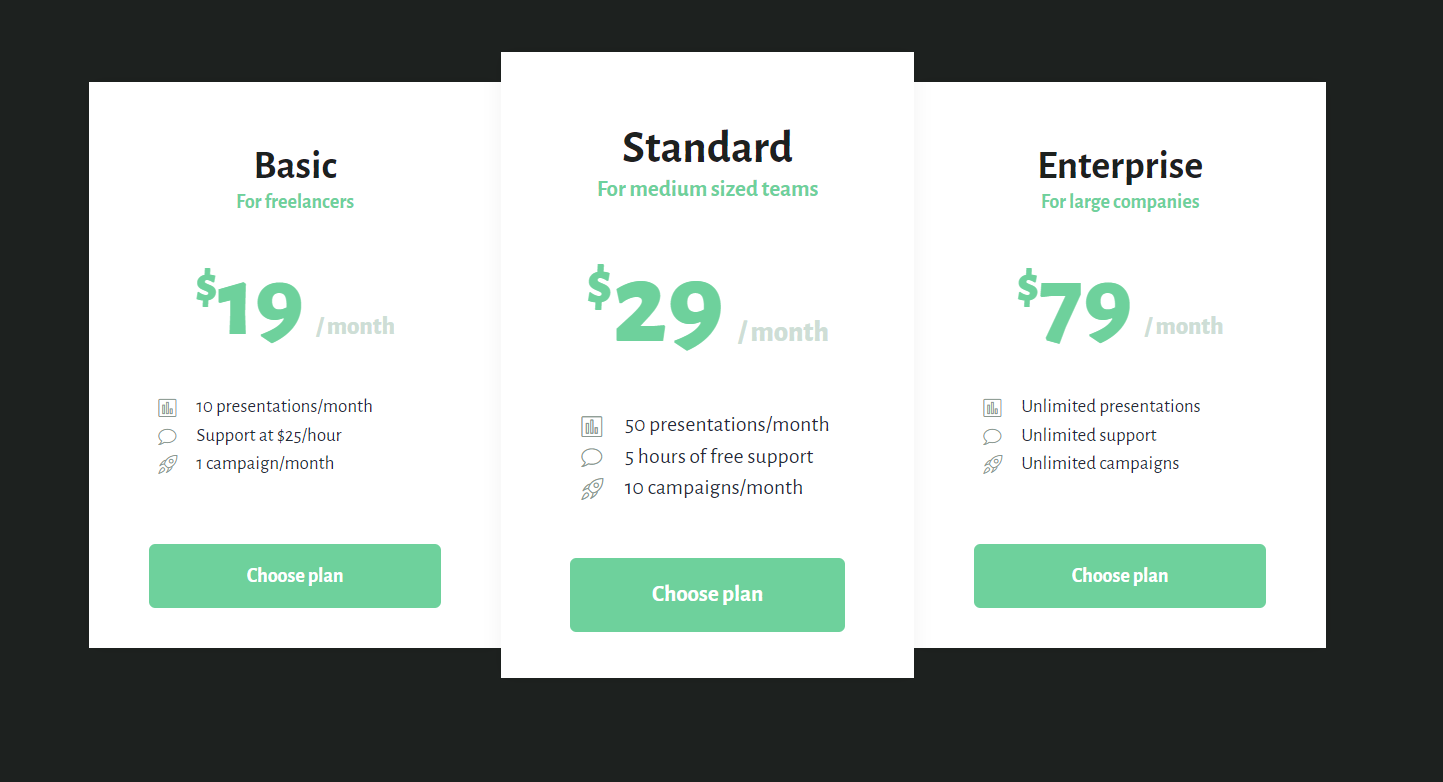 Basic
For freelancers
$19 / month
10 presentations/month
Support at $25/hour
1 campaign/month
Choose plan
Standard
For medium sized teams
$29 / month
50 presentations/month
5 hours of free support
10 campaigns/month
Choose plan
Enterprise
For large companies
$79 / month
Unlimited presentations
Unlimited support
Unlimited campaigns
Choose plan